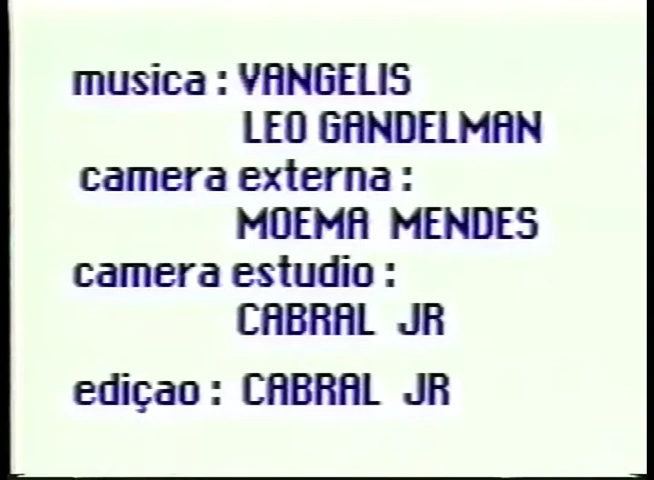 musica : VANGELIS
LEO GANDELMAN
camera externa :
MOEMA MENDES
camera estudio :
CABRAL JR
ediçao : CABRAL JR